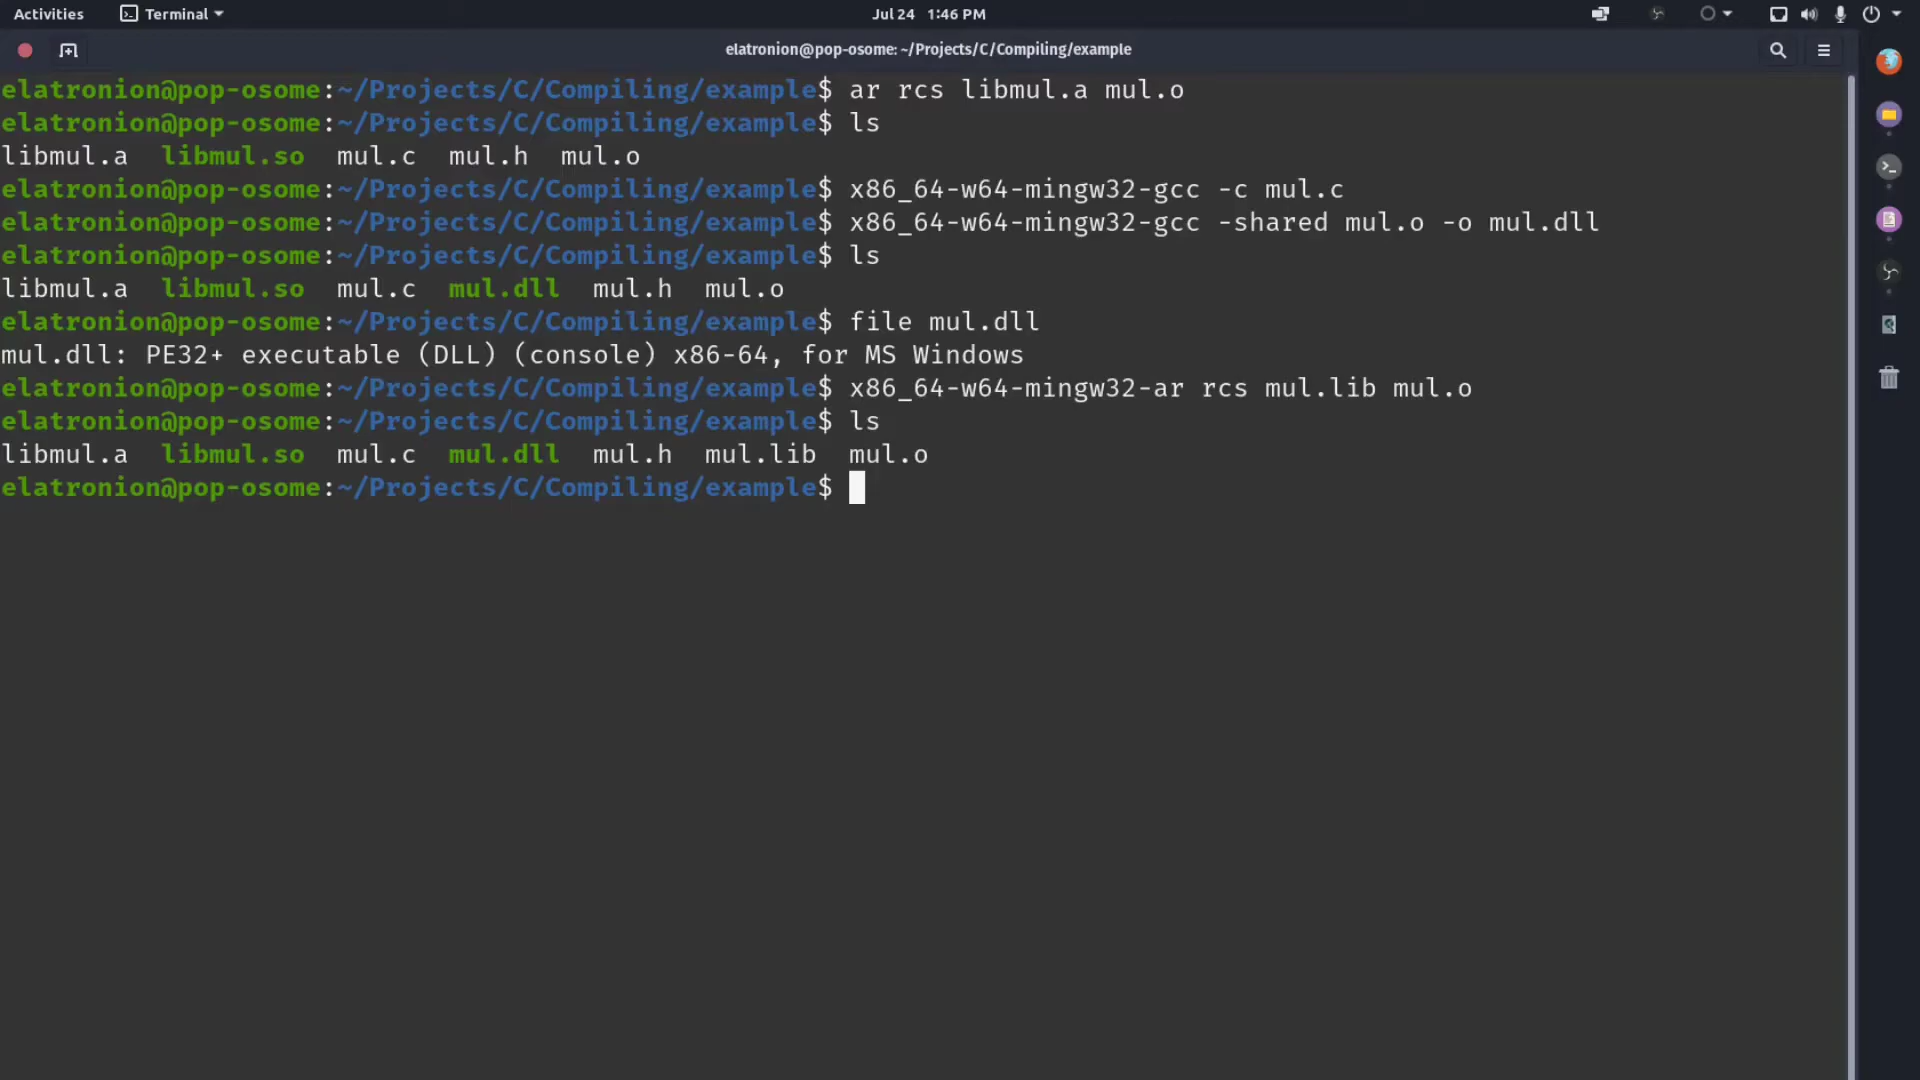 Activities Terminal Jul 24 1:46 PM
elatronion@pop-osome: ~/Projects/C/Compiling/example
elatronion@pop-osome:~/Projects/C/Compiling/example$ ar rcs libmul.a mul.o
elatronion@pop-osome:~/Projects/C/Compiling/example$ ls
libmul.a libmul.so mul.c mul.h mul.o
elatronion@pop-osome:~/Projects/C/Compiling/example$ x86_64-w64-mingw32-gcc -c mul.c
elatronion@pop-osome:~/Projects/C/Compiling/example$ x86_64-w64-mingw32-gcc -shared mul.o -o mul.dll
elatronion@pop-osome:~/Projects/C/Compiling/example$ ls
libmul.a libmul.so mul.c mul.dll mul.h mul.o
elatronion@pop-osome:~/Projects/C/Compiling/example$ file mul.dll
mul.dll: PE32+ executable (DLL) (console) x86-64, for MS Windows
elatronion@pop-osome:~/Projects/C/Compiling/example$ x86_64-w64-mingw32-ar rcs mul.lib mul.o
elatronion@pop-osome:~/Projects/C/Compiling/example$ ls
libmul.a libmul.so mul.c mul.dll mul.h mul.lib mul.o
elatronion@pop-osome:~/Projects/C/Compiling/example$